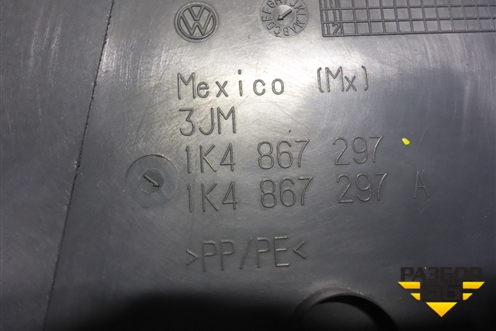 Mexico (Mx)
3JM
1K4 867 297
1K4 867 297 A
>PP/PE<
РАЗБОР